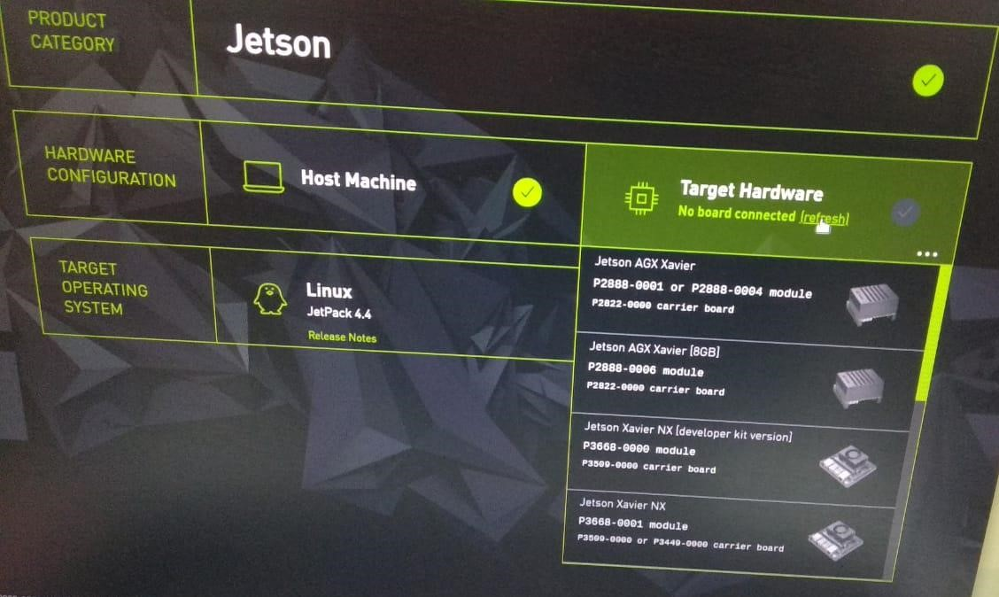 PRODUCT
CATEGORY
Jetson
HARDWARE
CONFIGURATION
Host Machine
Target Hardware
No board connected [refresh]
TARGET
OPERATING
SYSTEM
Linux
JetPack 4.4
Release Notes
Jetson AGX Xavier
P2888-0001 or P2888-0004 module
P2822-0000 carrier board
Jetson AGX Xavier [8GB]
P2888-0006 module
P2822-0000 carrier board
Jetson Xavier NX [developer kit version]
P3668-0000 module
P3509-0000 carrier board
Jetson Xavier NX
P3668-0001 module
P3509-0000 or P3449-0000 carrier board